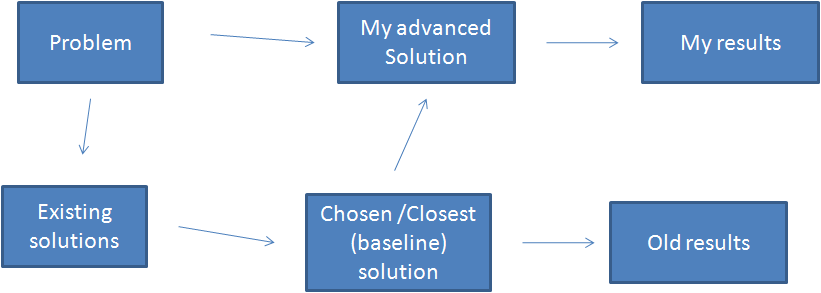 Problem
My advanced
Solution
My results
Existing
solutions
Chosen /Closest
(baseline)
solution
Old results